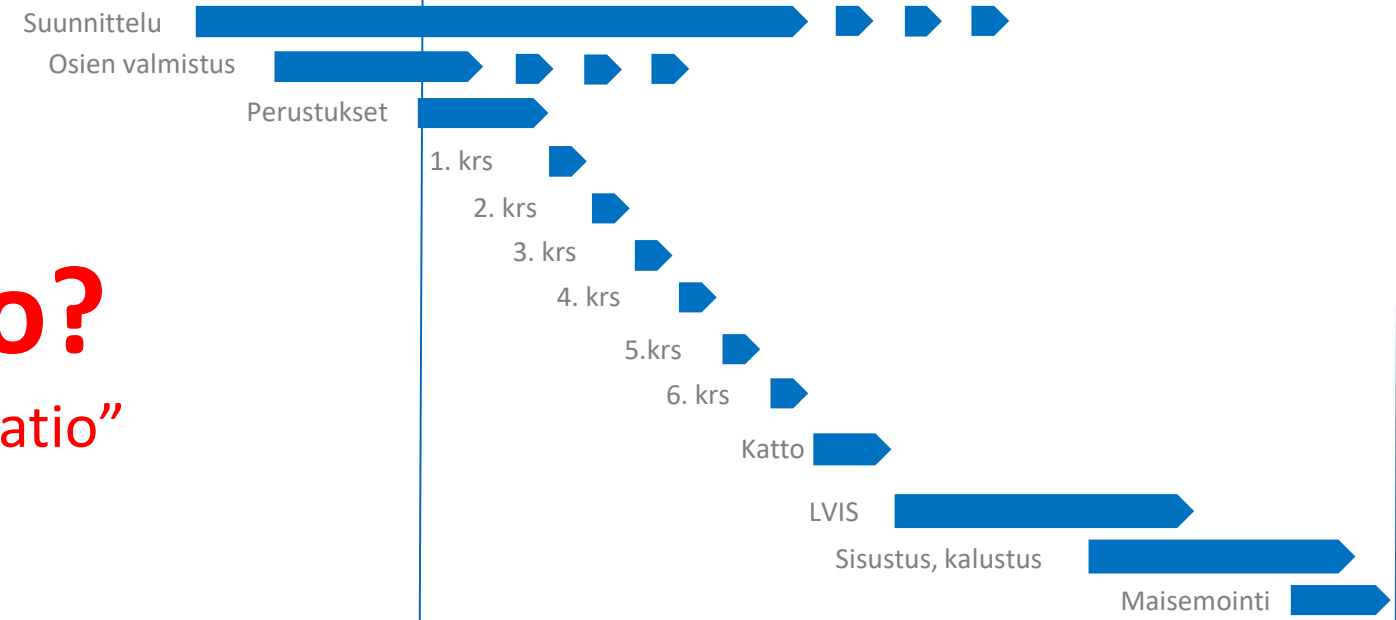 Suunnittelu
Osien valmistus
Perustukset
1. krs
2. krs
3. krs
o?
4. krs
5.krs
6. krs
atio”
Katto
LVIS
Sisustus, kalustus
Maisemointi